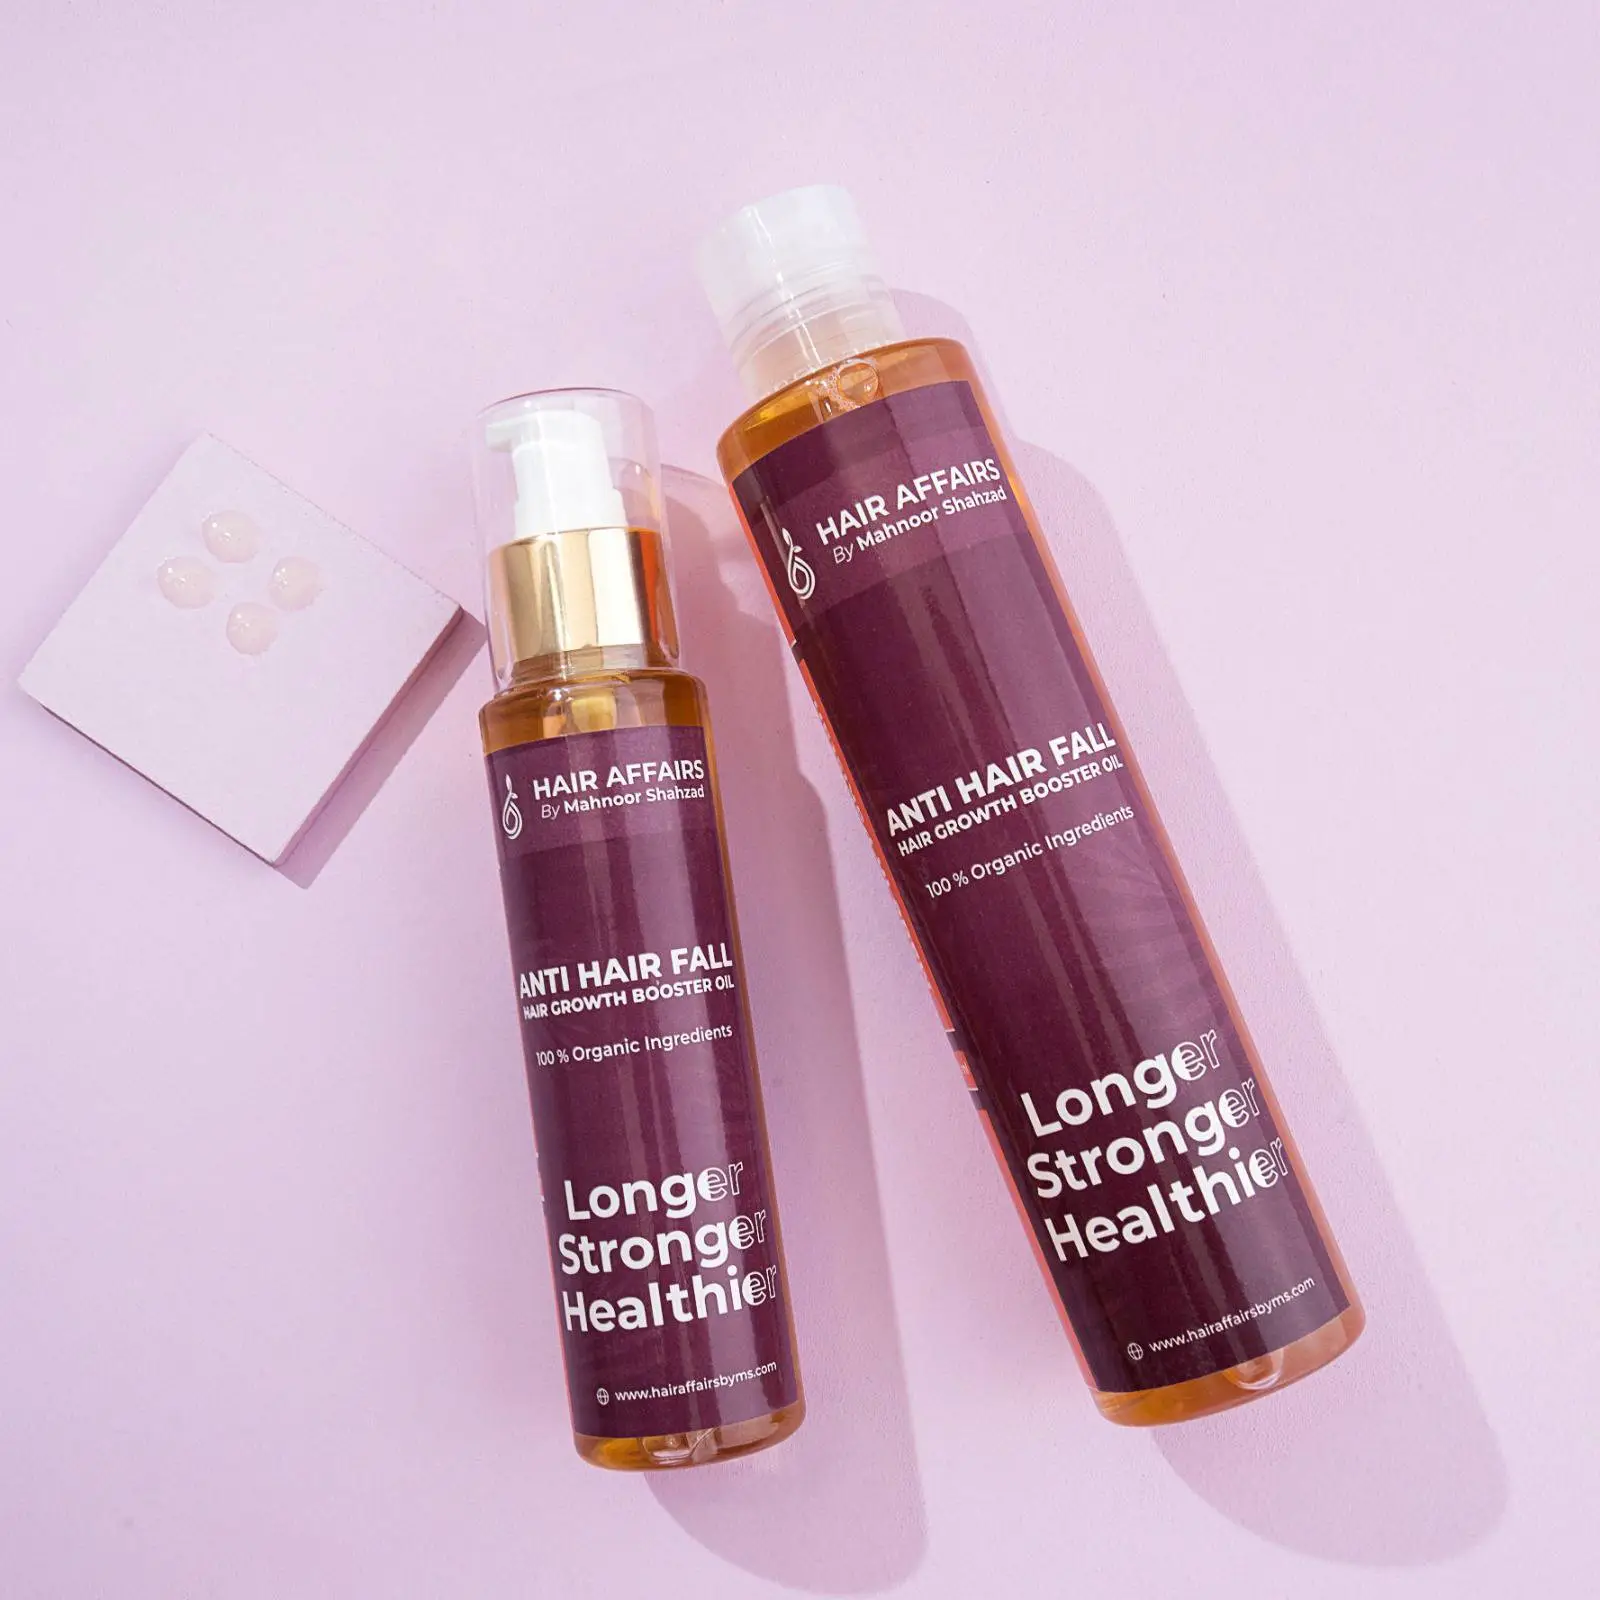 HAIR AFFAIRS
By Mahnoor Shahzad
ANTI HAIR FALL
HAIR GROWTH BOOSTER OIL
100 % Organic Ingredients
Longer
Stronger
Healthier
www.hairaffairsbyms.com
HAIR AFFAIRS
By Mahnoor Shahzad
ANTI HAIR FALL
HAIR GROWTH BOOSTER OIL
100 % Organic Ingredients
Longer
Stronger
Healthier
www.hairaffairsbyms.com